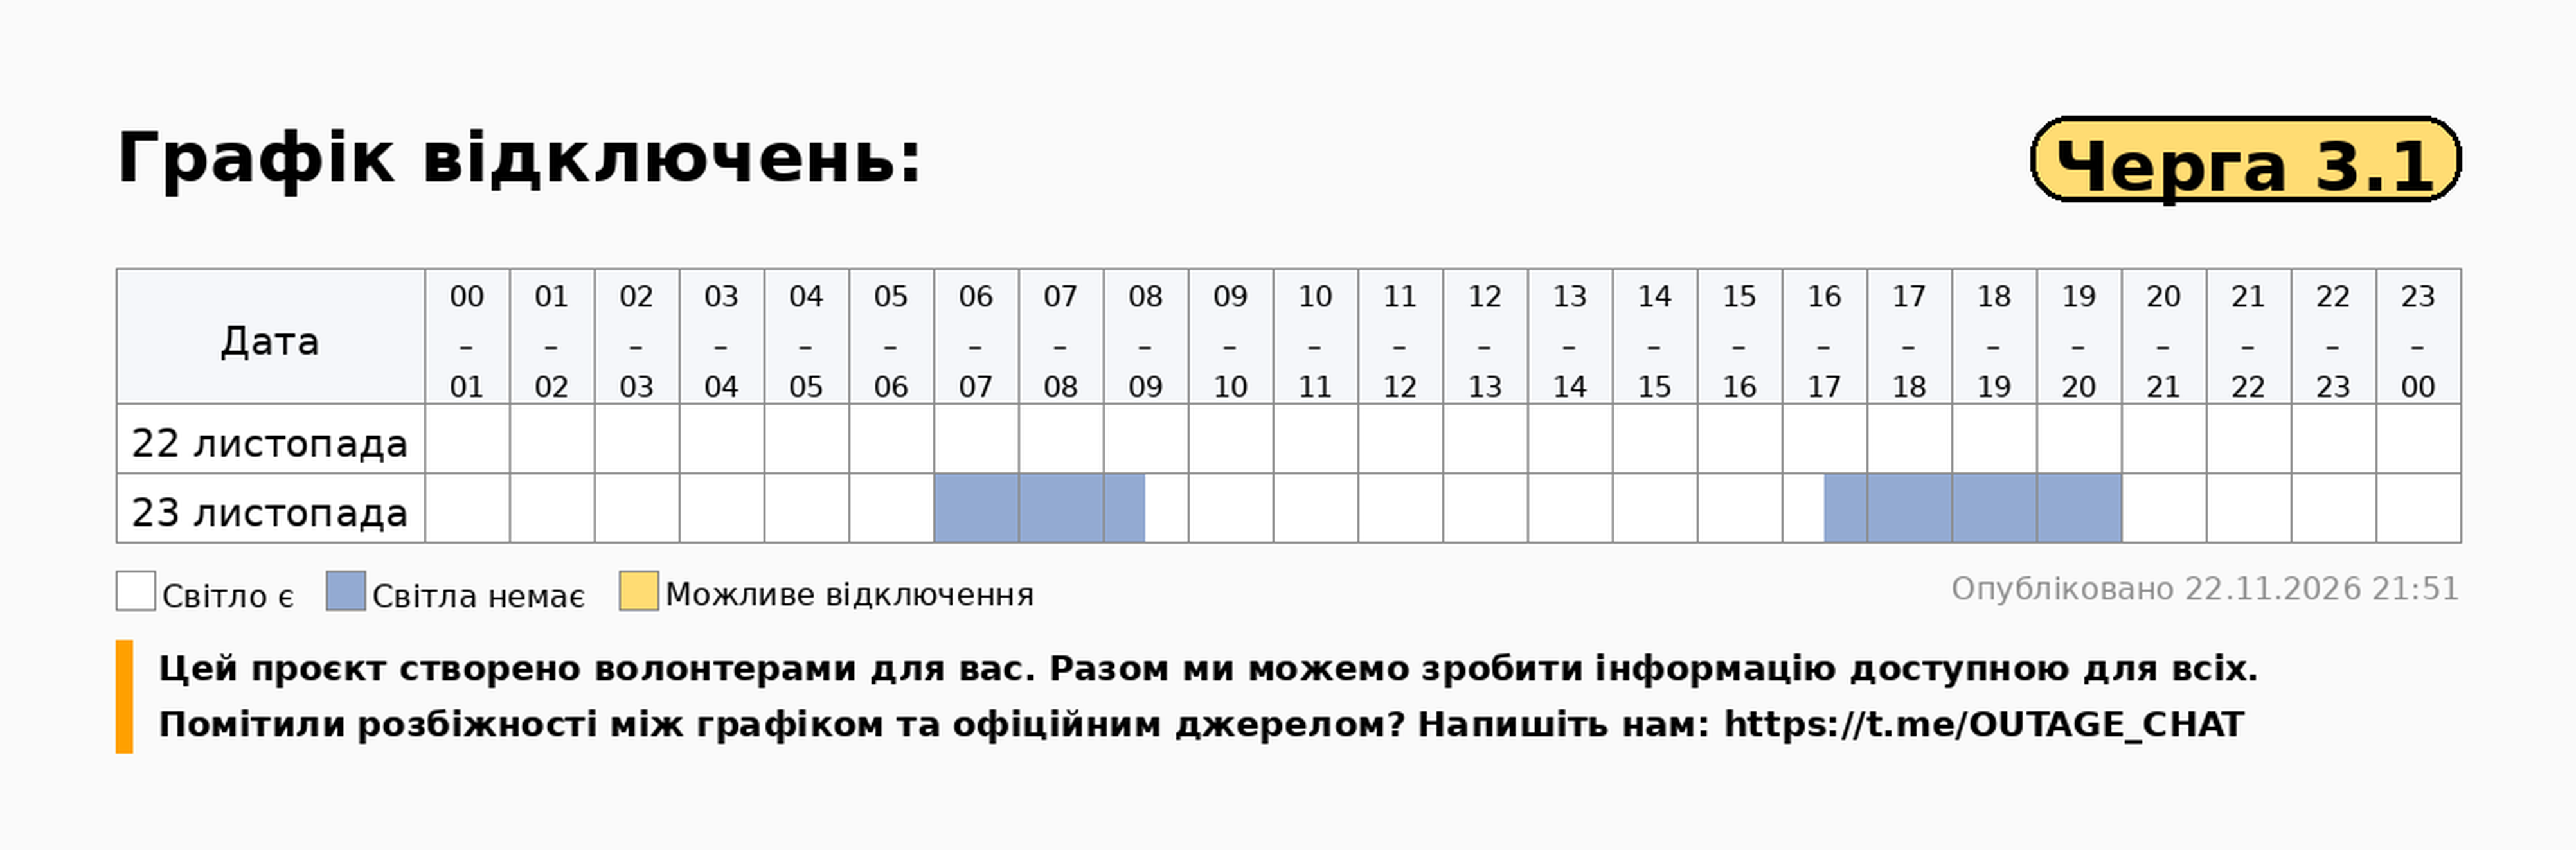 Графік відключень:
Черга 3.1
Дата 00 – 01 01 – 02 02 – 03 03 – 04 04 – 05 05 – 06 06 – 07 07 – 08 08 – 09 09 – 10 10 – 11 11 – 12 12 – 13 13 – 14 14 – 15 15 – 16 16 – 17 17 – 18 18 – 19 19 – 20 20 – 21 21 – 22 22 – 23 23 – 00
22 листопада
23 листопада
Світло є Світла немає Можливе відключення
Опубліковано 22.11.2026 21:51
Цей проєкт створено волонтерами для вас. Разом ми можемо зробити інформацію доступною для всіх.
Помітили розбіжності між графіком та офіційним джерелом? Напишіть нам: https://t.me/OUTAGE_CHAT